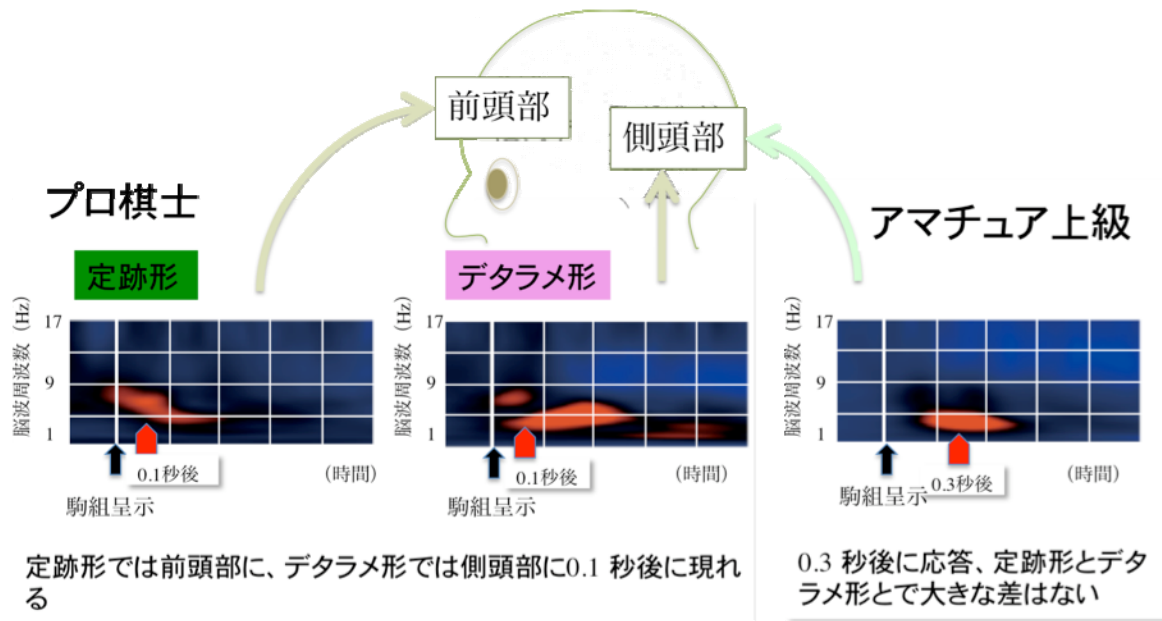 前頭部
側頭部
プロ棋士
アマチュア上級
定跡形
デタラメ形
脳波周波数（Hz）
17
9
1
0.1秒後
(時間)
駒組呈示
脳波周波数（Hz）
17
9
1
0.1秒後
(時間)
駒組呈示
脳波周波数（Hz）
17
9
1
0.3秒後
(時間)
駒組呈示
定跡形では前頭部に、デタラメ形では側頭部に0.1 秒後に現れ
る
0.3 秒後に応答、定跡形とデタ
ラメ形とで大きな差はない